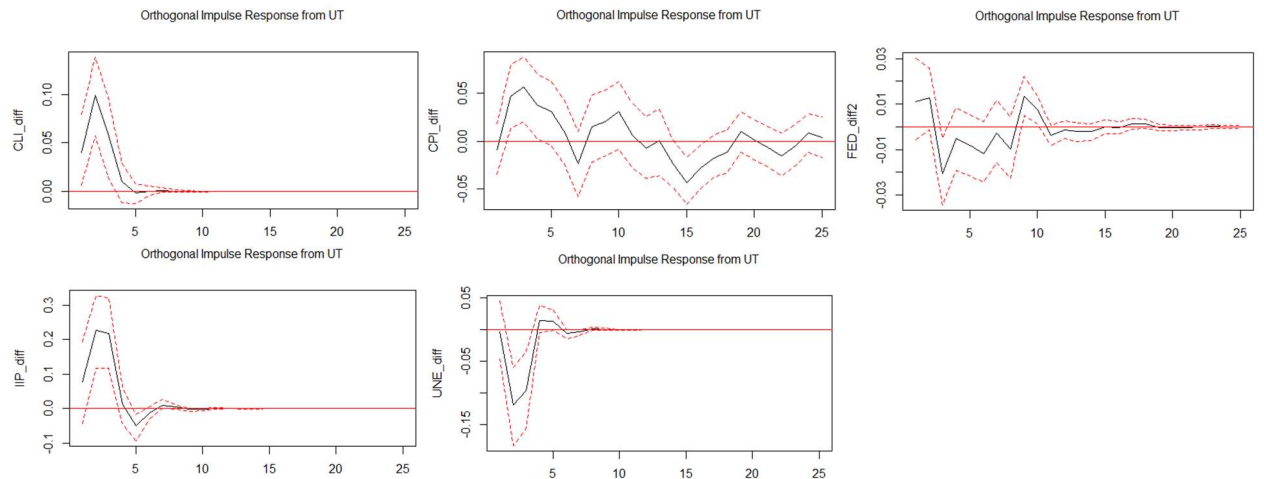 Orthogonal Impulse Response from UT
CLI_diff
0.10
0.05
0.00
5 10 15 20 25
Orthogonal Impulse Response from UT
CPI_diff
0.05
0.00
-0.05
5 10 15 20 25
Orthogonal Impulse Response from UT
FED_diff2
0.03
0.01
-0.01
-0.03
5 10 15 20 25
Orthogonal Impulse Response from UT
IIP_diff
0.3
0.2
0.1
0.0
-0.1
5 10 15 20 25
Orthogonal Impulse Response from UT
UNE_diff
0.05
-0.05
-0.15
5 10 15 20 25